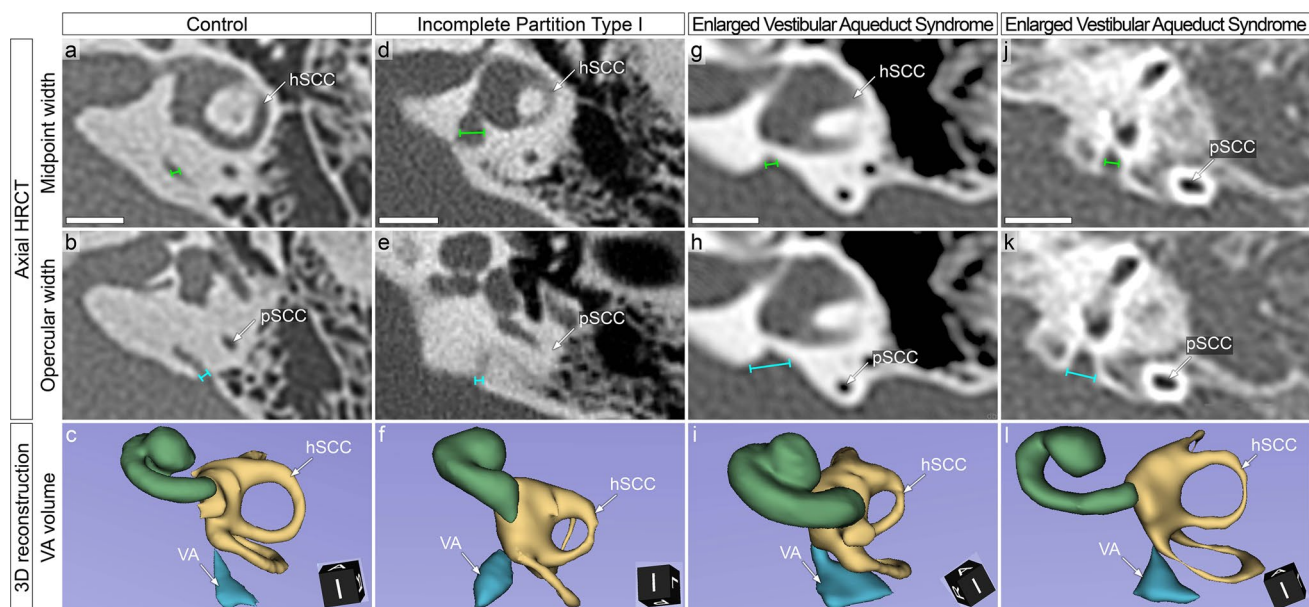 Control
Incomplete Partition Type I
Enlarged Vestibular Aqueduct Syndrome
Enlarged Vestibular Aqueduct Syndrome
Axial HRCT
Midpoint width
a
hSCC
d
hSCC
g
hSCC
j
pSCC
Opercular width
b
pSCC
e
pSCC
h
pSCC
k
pSCC
3D reconstruction
VA volume
c
hSCC
VA
I
A
f
hSCC
VA
I
i
hSCC
VA
I
A
l
hSCC
VA
I
A